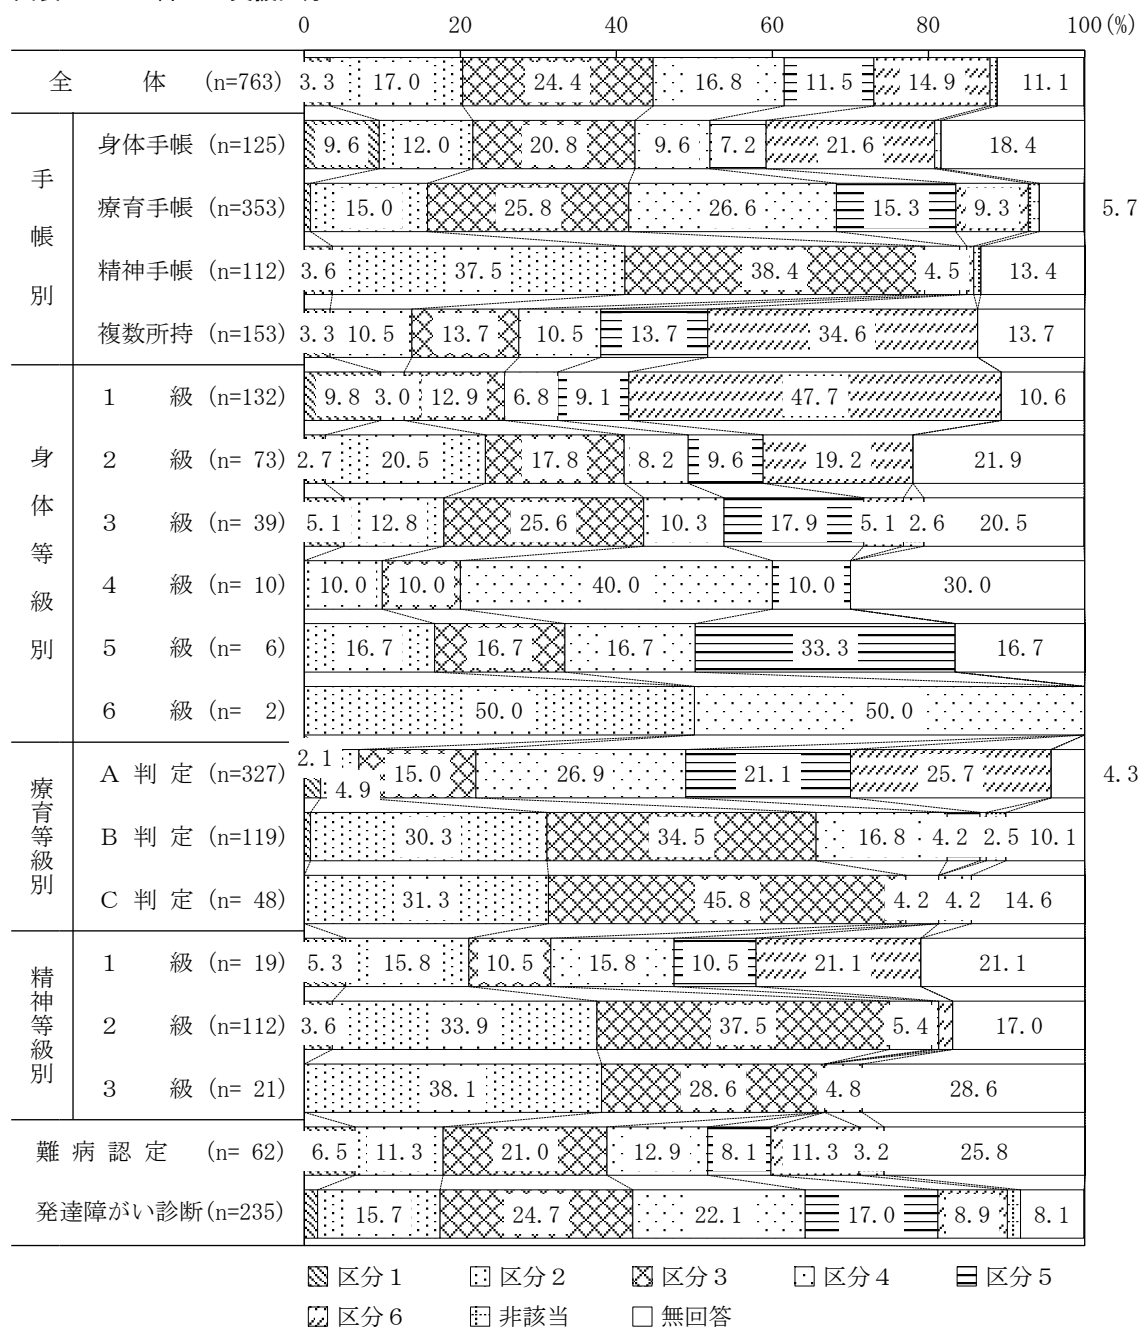 0 20 40 60 80 100(%)
全体 (n=763) 3.3 17.0 24.4 16.8 11.5 14.9 11.1
手帳別
身体手帳 (n=125) 9.6 12.0 20.8 9.6 7.2 21.6 18.4
療育手帳 (n=353) 15.0 25.8 26.6 15.3 9.3 5.7
精神手帳 (n=112) 3.6 37.5 38.4 4.5 13.4
複数所持 (n=153) 3.3 10.5 13.7 10.5 13.7 34.6 13.7
身体等級別
1級 (n=132) 9.8 3.0 12.9 6.8 9.1 47.7 10.6
2級 (n= 73) 2.7 20.5 17.8 8.2 9.6 19.2 21.9
3級 (n= 39) 5.1 12.8 25.6 10.3 17.9 5.1 2.6 20.5
4級 (n= 10) 10.0 10.0 40.0 10.0 30.0
5級 (n= 6) 16.7 16.7 16.7 33.3 16.7
6級 (n= 2) 50.0 50.0
療育等級別
A判定 (n=327) 2.1 4.9 15.0 26.9 21.1 25.7 4.3
B判定 (n=119) 30.3 34.5 16.8 4.2 2.5 10.1
C判定 (n= 48) 31.3 45.8 4.2 4.2 14.6
精神等級別
1級 (n= 19) 5.3 15.8 10.5 15.8 10.5 21.1 21.1
2級 (n=112) 3.6 33.9 37.5 5.4 17.0
3級 (n= 21) 38.1 28.6 4.8 28.6
難病認定 (n= 62) 6.5 11.3 21.0 12.9 8.1 11.3 3.2 25.8
発達障がい診断(n=235) 15.7 24.7 22.1 17.0 8.9 8.1
区分1 区分2 区分3 区分4 区分5
区分6 非該当 無回答